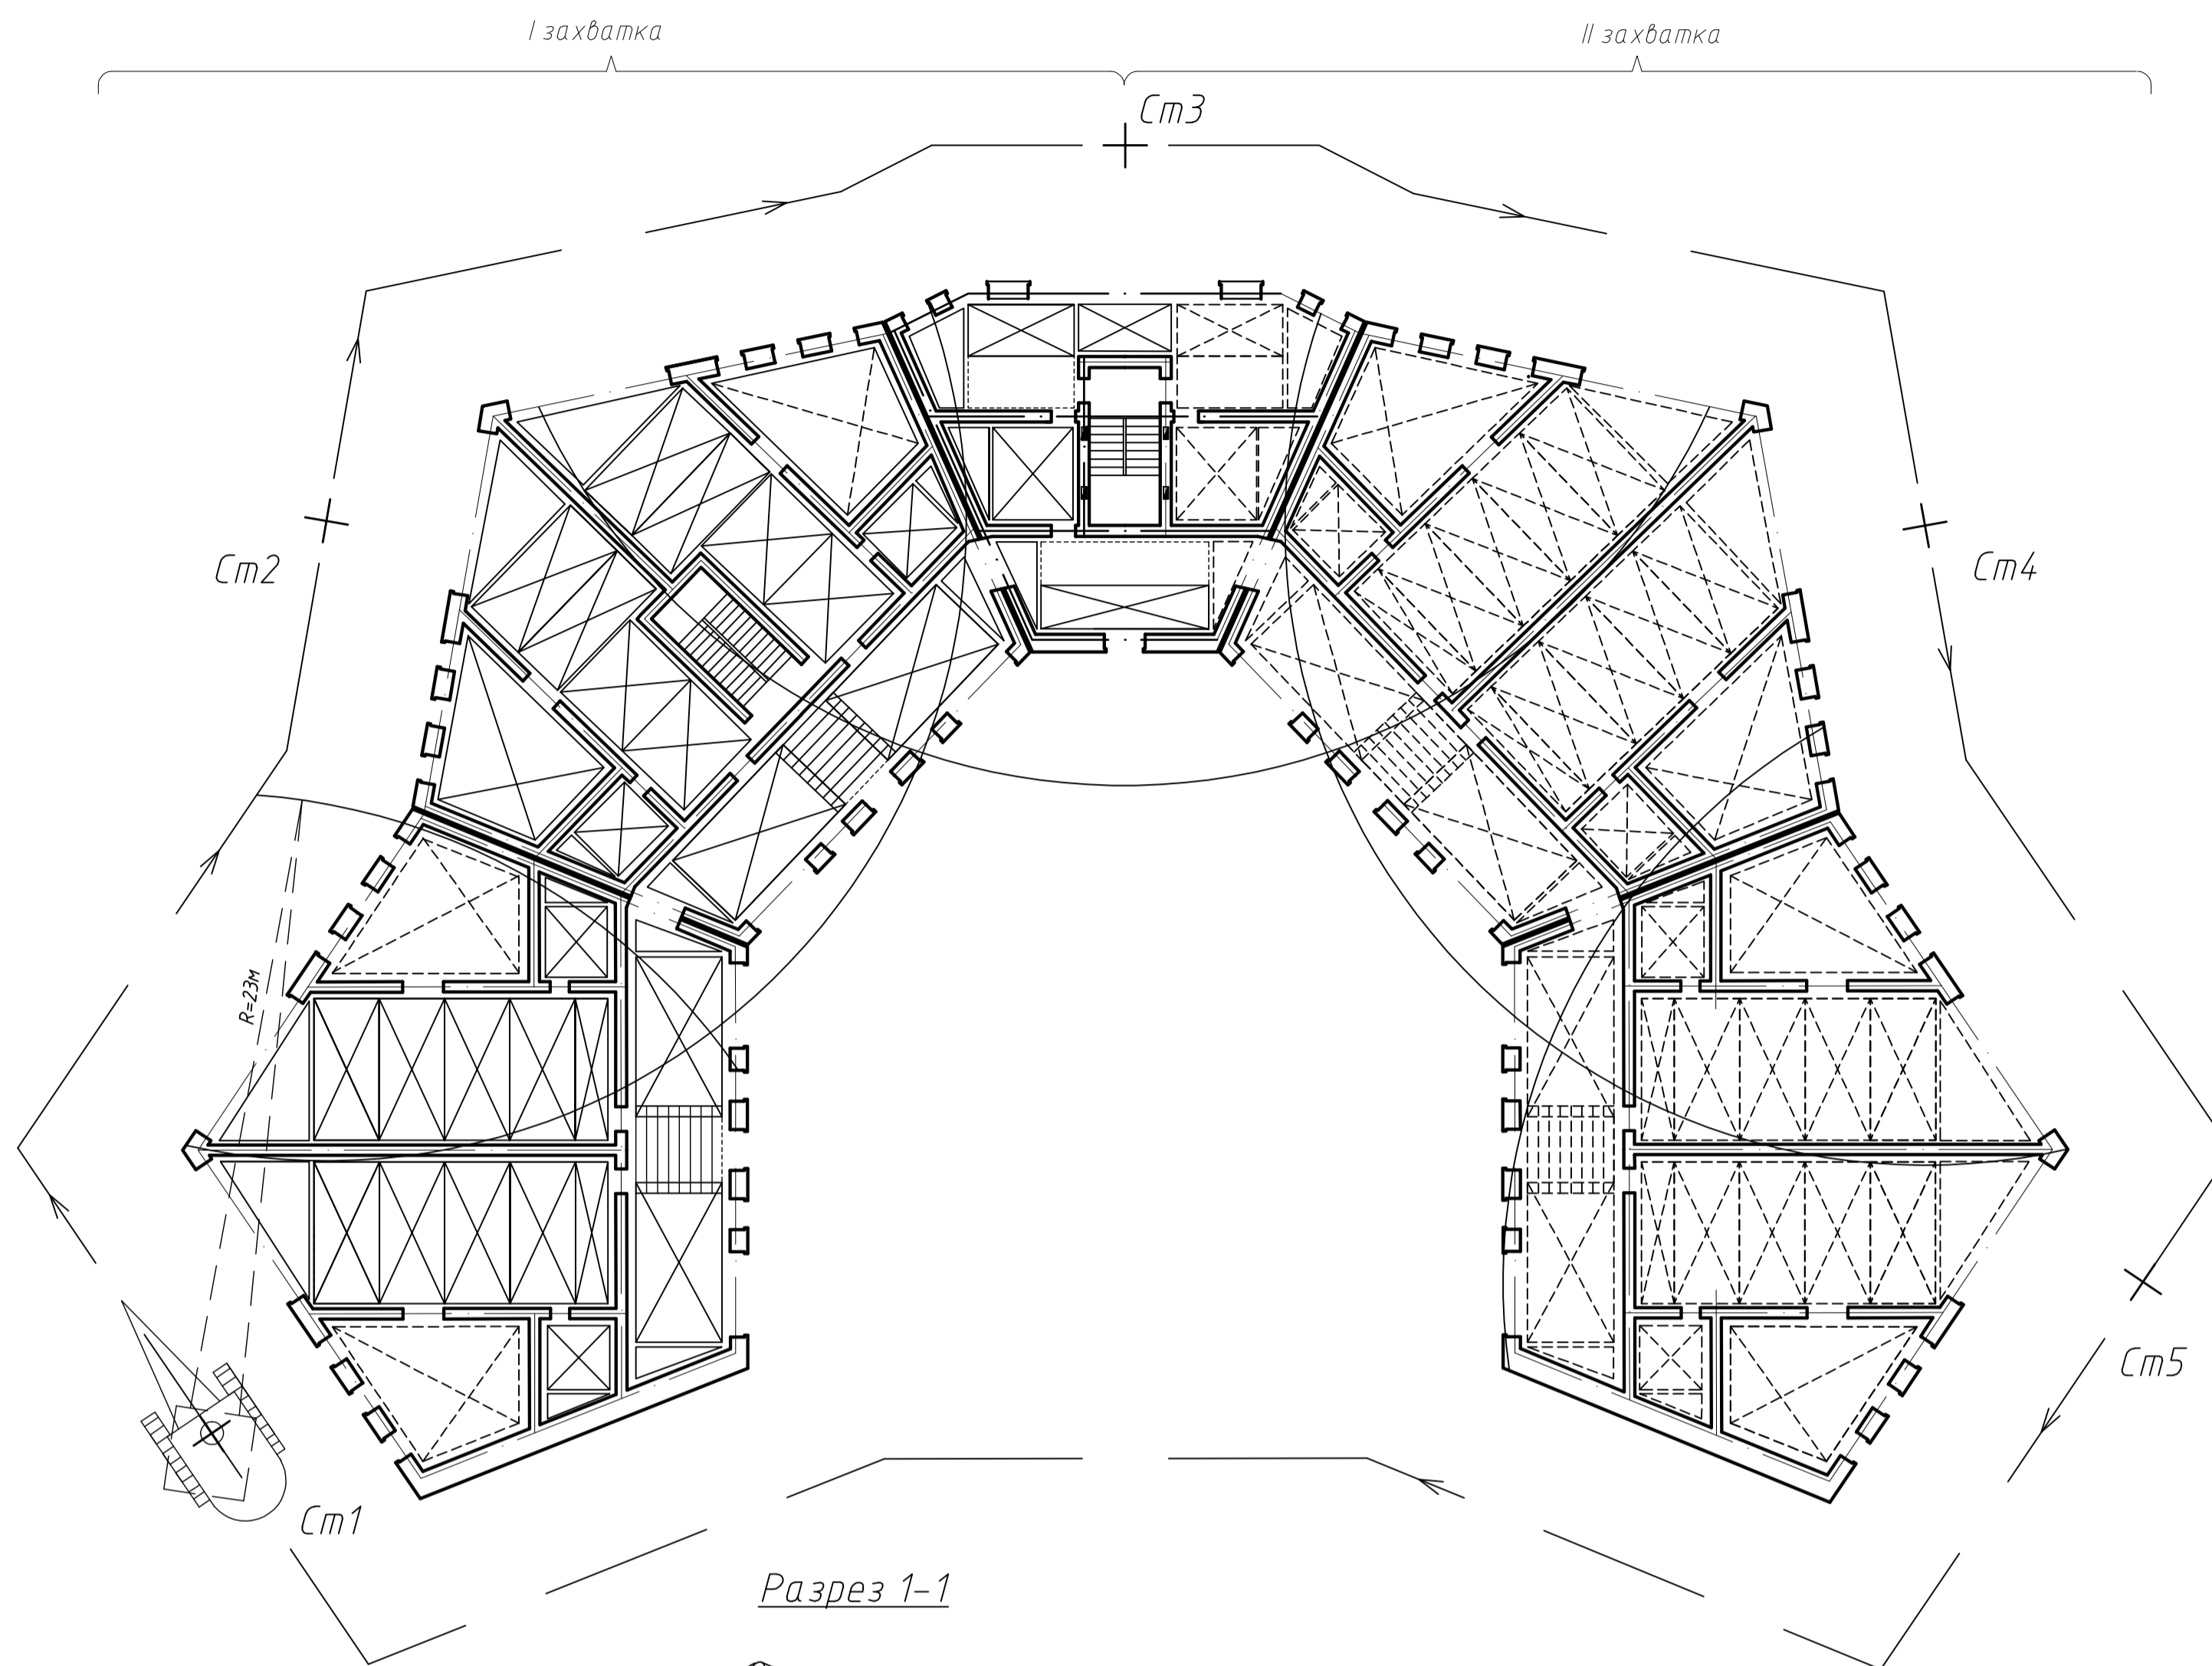 I захватка
II захватка
Ст3
Ст2
Ст4
R=23м
Ст5
Ст1
Разрез 1-1